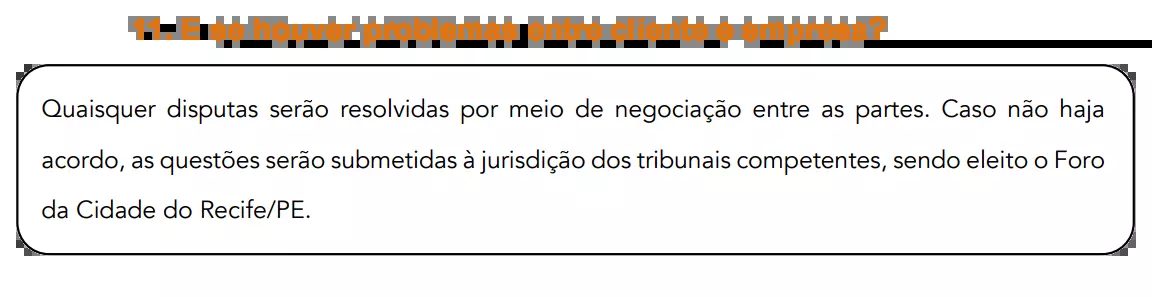 11. E se houver problemas entre cliente e empresa?
Quaisquer disputas serão resolvidas por meio de negociação entre as partes. Caso não haja
acordo, as questões serão submetidas à jurisdição dos tribunais competentes, sendo eleito o Foro
da Cidade do Recife/PE.